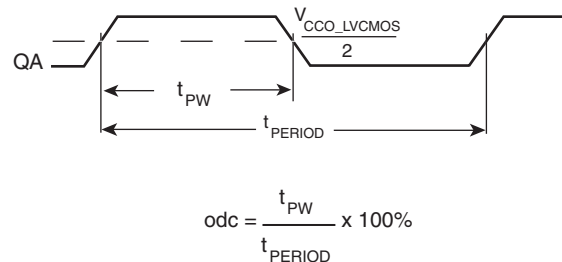 V_CCO_LVCMOS
2
QA
t_PW
t_PERIOD
odc = t_PW / t_PERIOD x 100%